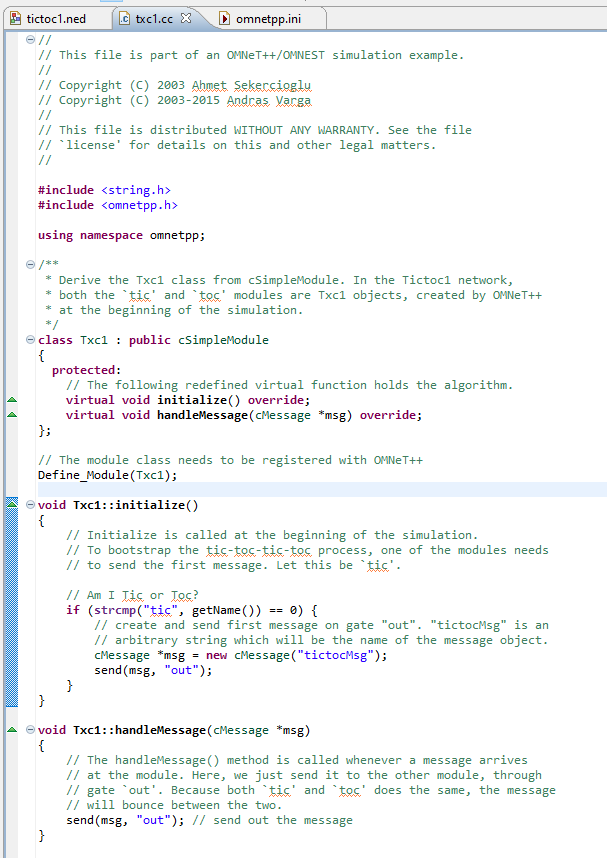 tictoc1.ned txc1.cc omnetpp.ini
//
// This file is part of an OMNeT++/OMNEST simulation example.
//
// Copyright (C) 2003 Ahmet Sekercioglu
// Copyright (C) 2003-2015 Andras Varga
//
// This file is distributed WITHOUT ANY WARRANTY. See the file
// `license' for details on this and other legal matters.
//
#include <string.h>
#include <omnetpp.h>
using namespace omnetpp;
/**
 * Derive the Txc1 class from cSimpleModule. In the Tictoc1 network,
 * both the `tic' and `toc' modules are Txc1 objects, created by OMNeT++
 * at the beginning of the simulation.
 */
class Txc1 : public cSimpleModule
{
  protected:
    // The following redefined virtual function holds the algorithm.
    virtual void initialize() override;
    virtual void handleMessage(cMessage *msg) override;
};
// The module class needs to be registered with OMNeT++
Define_Module(Txc1);
void Txc1::initialize()
{
    // Initialize is called at the beginning of the simulation.
    // To bootstrap the tic-toc-tic-toc process, one of the modules needs
    // to send the first message. Let this be `tic'.
    // Am I Tic or Toc?
    if (strcmp("tic", getName()) == 0) {
        // create and send first message on gate "out". "tictocMsg" is an
        // arbitrary string which will be the name of the message object.
        cMessage *msg = new cMessage("tictocMsg");
        send(msg, "out");
    }
}
void Txc1::handleMessage(cMessage *msg)
{
    // The handleMessage() method is called whenever a message arrives
    // at the module. Here, we just send it to the other module, through
    // gate `out'. Because both `tic' and `toc' does the same, the message
    // will bounce between the two.
    send(msg, "out"); // send out the message
}